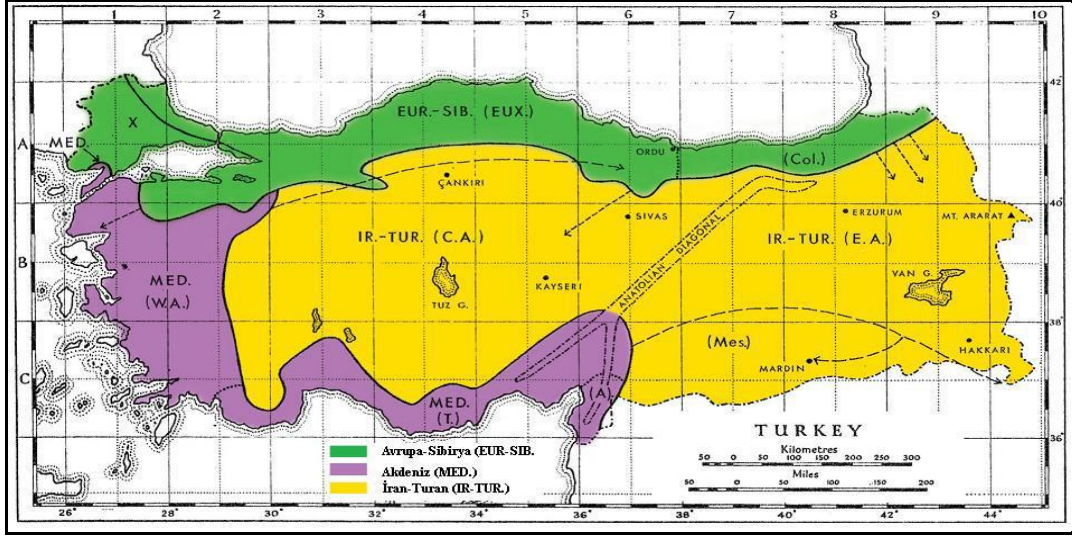 1 2 3 4 5 6 7 8 9 10
42°
EUR.-SIB. (EUX.)
X
A
MED.
ORDU
(Col.)
ÇANKIRI
40°
SIVAS
ERZURUM
MT. ARARAT
IR.-TUR. (C.A.)
ANATOLIAN DIAGONAL
IR.-TUR. (E.A.)
B
MED.
(W.A.)
TUZ G.
KAYSERI
VAN G.
38°
(Mes.)
HAKKARI
MARDIN
C
MED.
(T.)
(A)
36°
TURKEY
Kilometres
50 0 50 100 150 200 250 300
Miles
50 0 50 100 150 200
Avrupa-Sibirya (EUR-SIB.
Akdeniz (MED.)
İran-Turan (IR-TUR.)
26° 28° 30° 32° 34° 36° 38° 40° 42° 44°